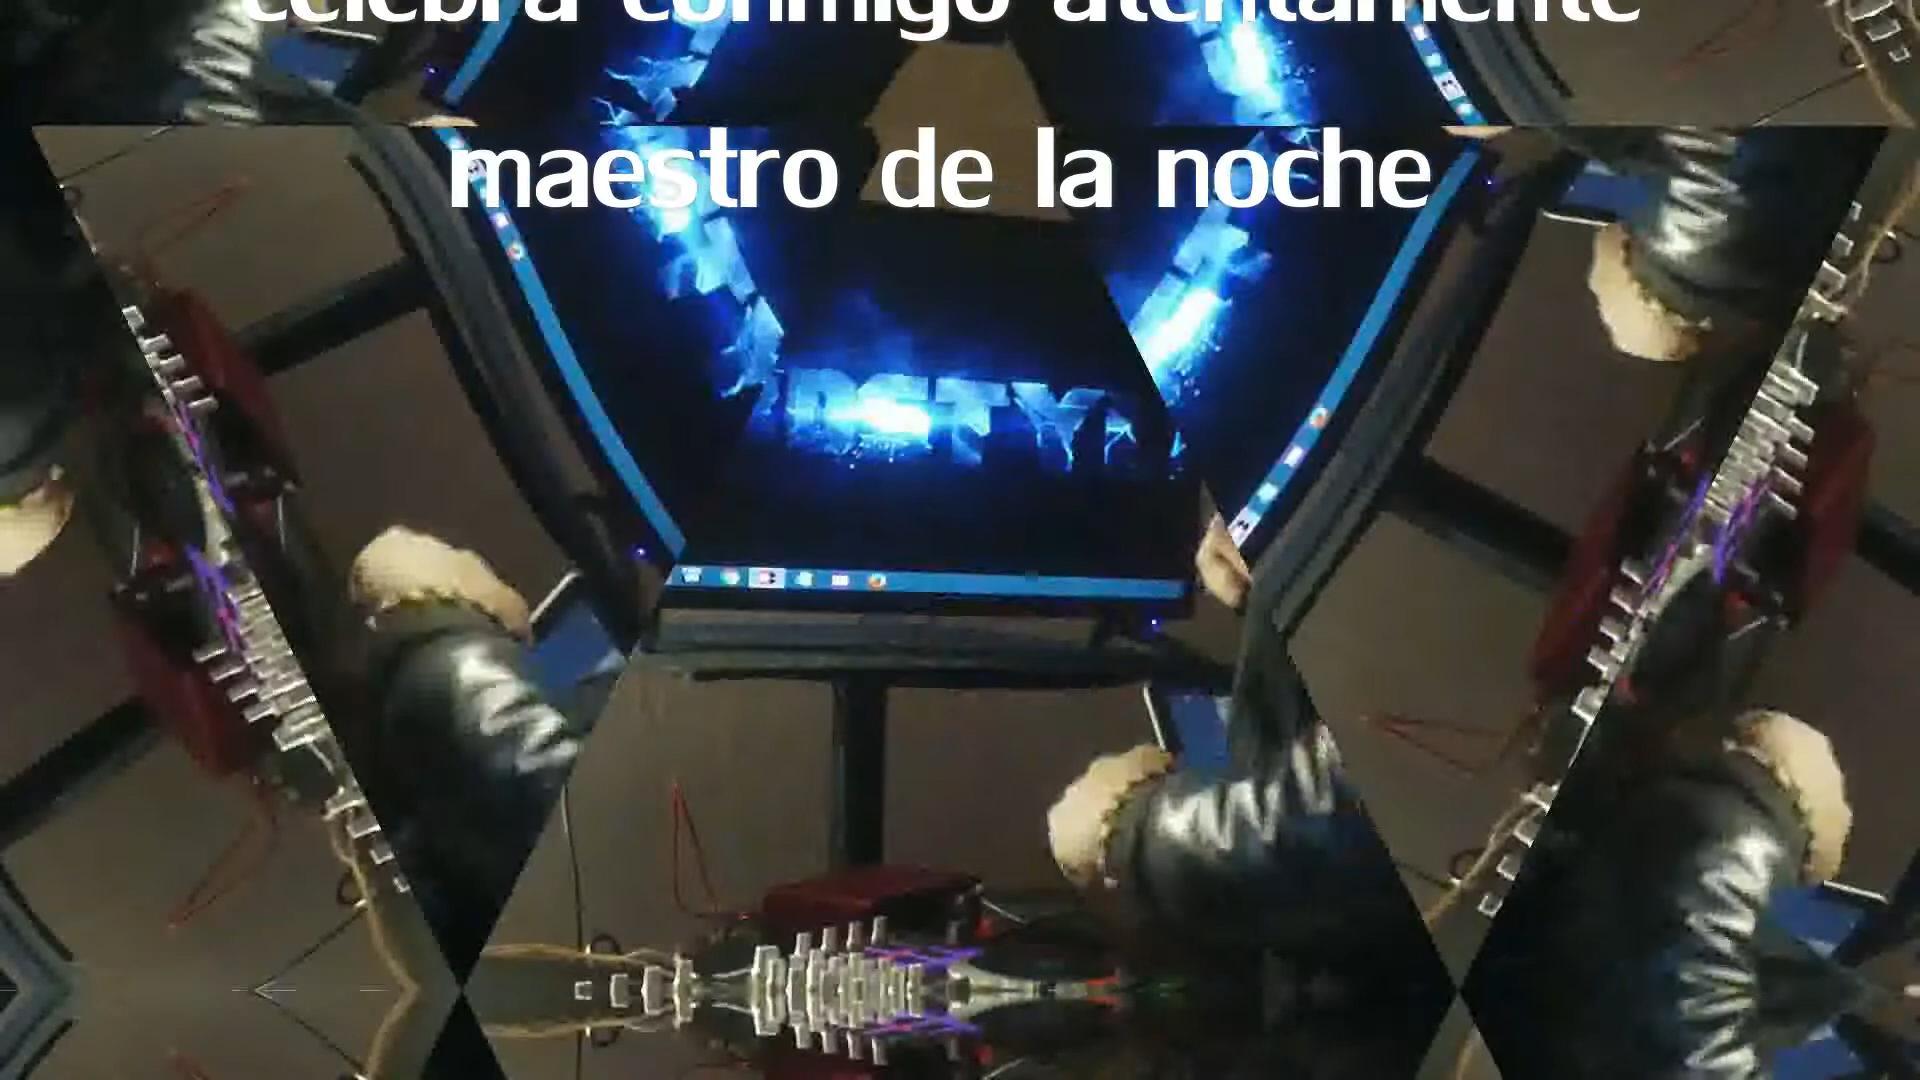 celebra conmigo atentamente
maestro de la noche